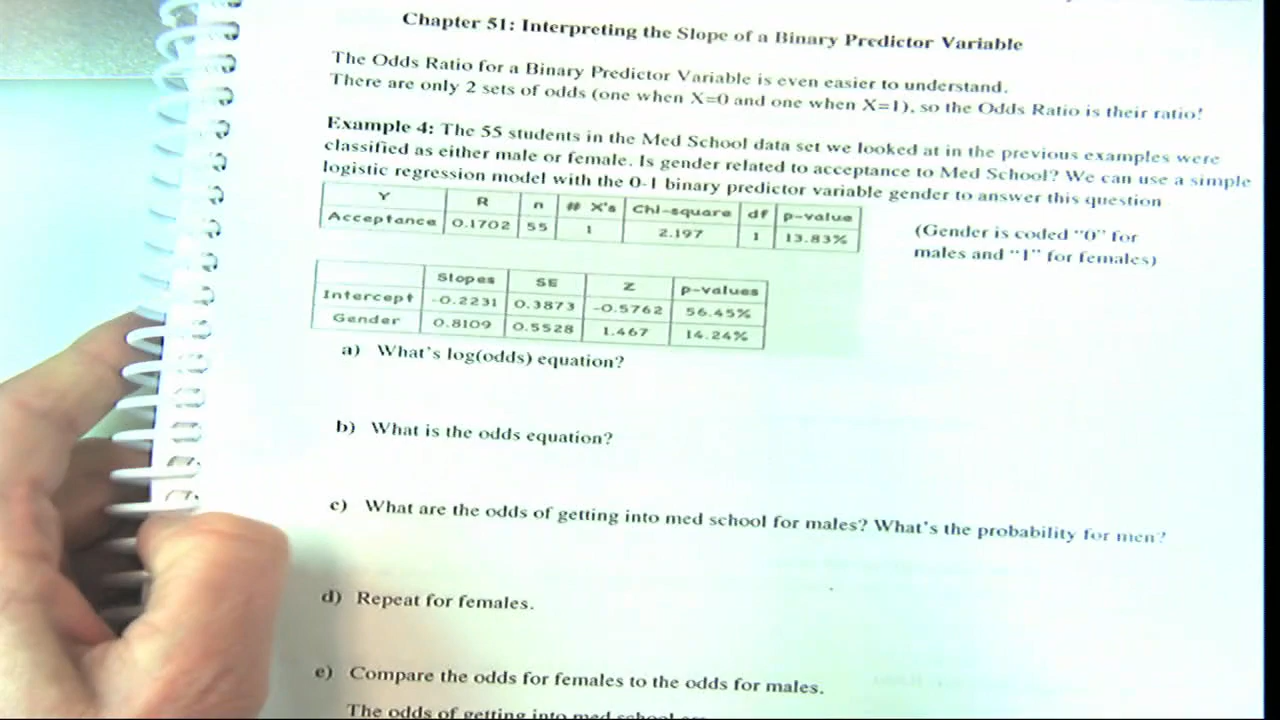 Chapter 51: Interpreting the Slope of a Binary Predictor Variable
The Odds Ratio for a Binary Predictor Variable is even easier to understand.
There are only 2 sets of odds (one when X=0 and one when X=1), so the Odds Ratio is their ratio!
Example 4: The 55 students in the Med School data set we looked at in the previous examples were
classified as either male or female. Is gender related to acceptance to Med School? We can use a simple
logistic regression model with the 0-1 binary predictor variable gender to answer this question
Y R n # X's Chi-square df p-value
Acceptance 0.1702 55 1 2.197 1 13.83%
(Gender is coded "0" for
males and "1" for females)
Slopes SE Z p-values
Intercept -0.2231 0.3873 -0.5762 56.45%
Gender 0.8109 0.5528 1.467 14.24%
a) What's log(odds) equation?
b) What is the odds equation?
c) What are the odds of getting into med school for males? What's the probability for men?
d) Repeat for females.
e) Compare the odds for females to the odds for males.
The odds of getting into med school